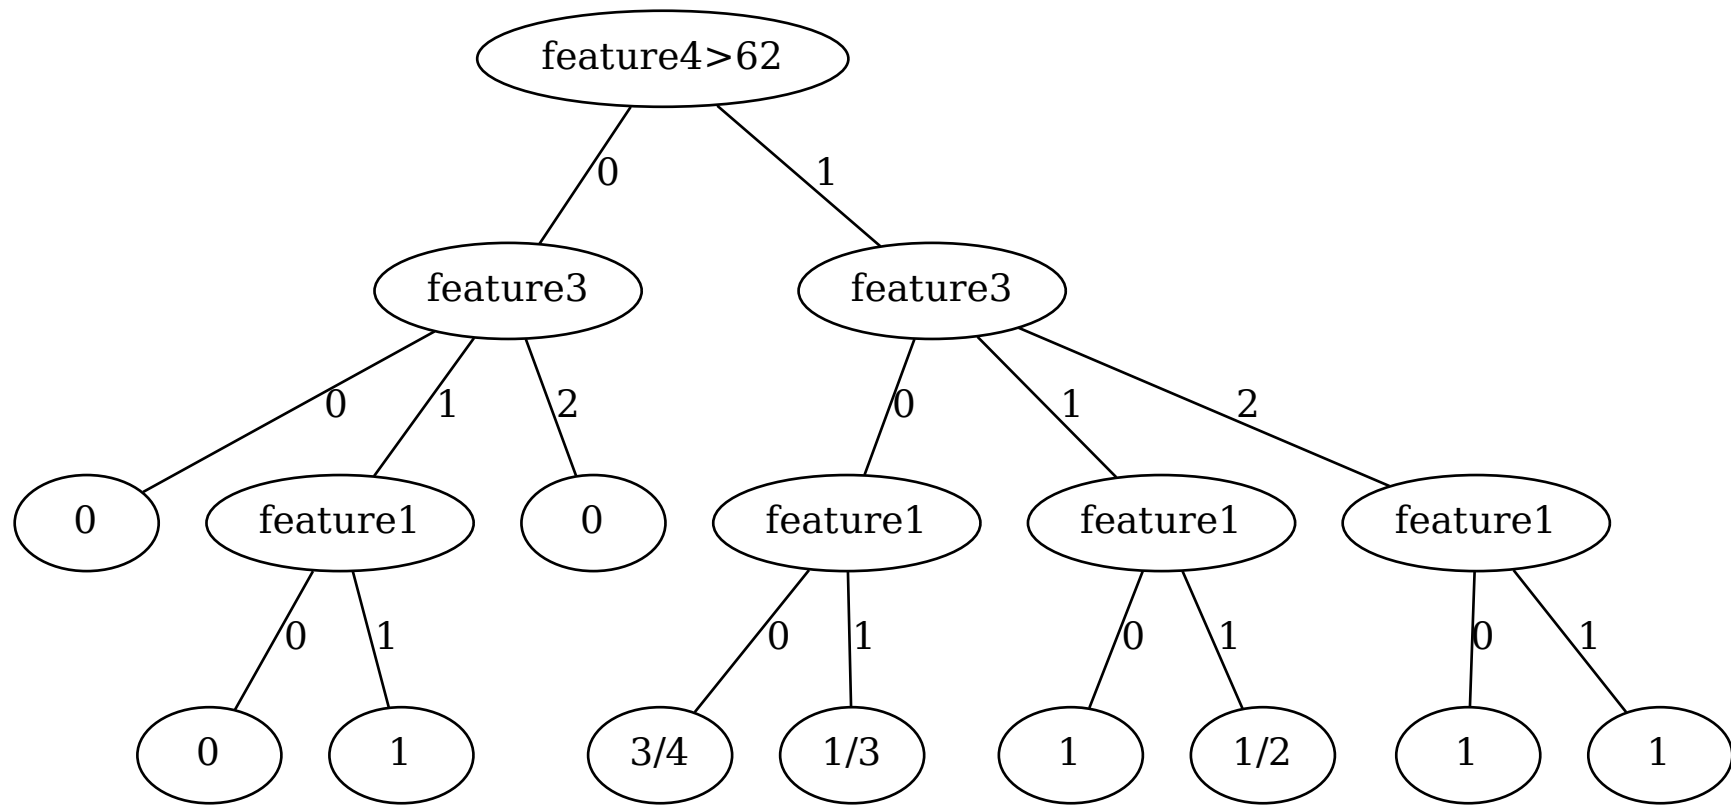 feature4>62
0 1
feature3 feature3
0 1 2 0 1 2
0 feature1 0 feature1 feature1 feature1
0 1 0 1 0 1 0 1
0 1 3/4 1/3 1 1/2 1 1